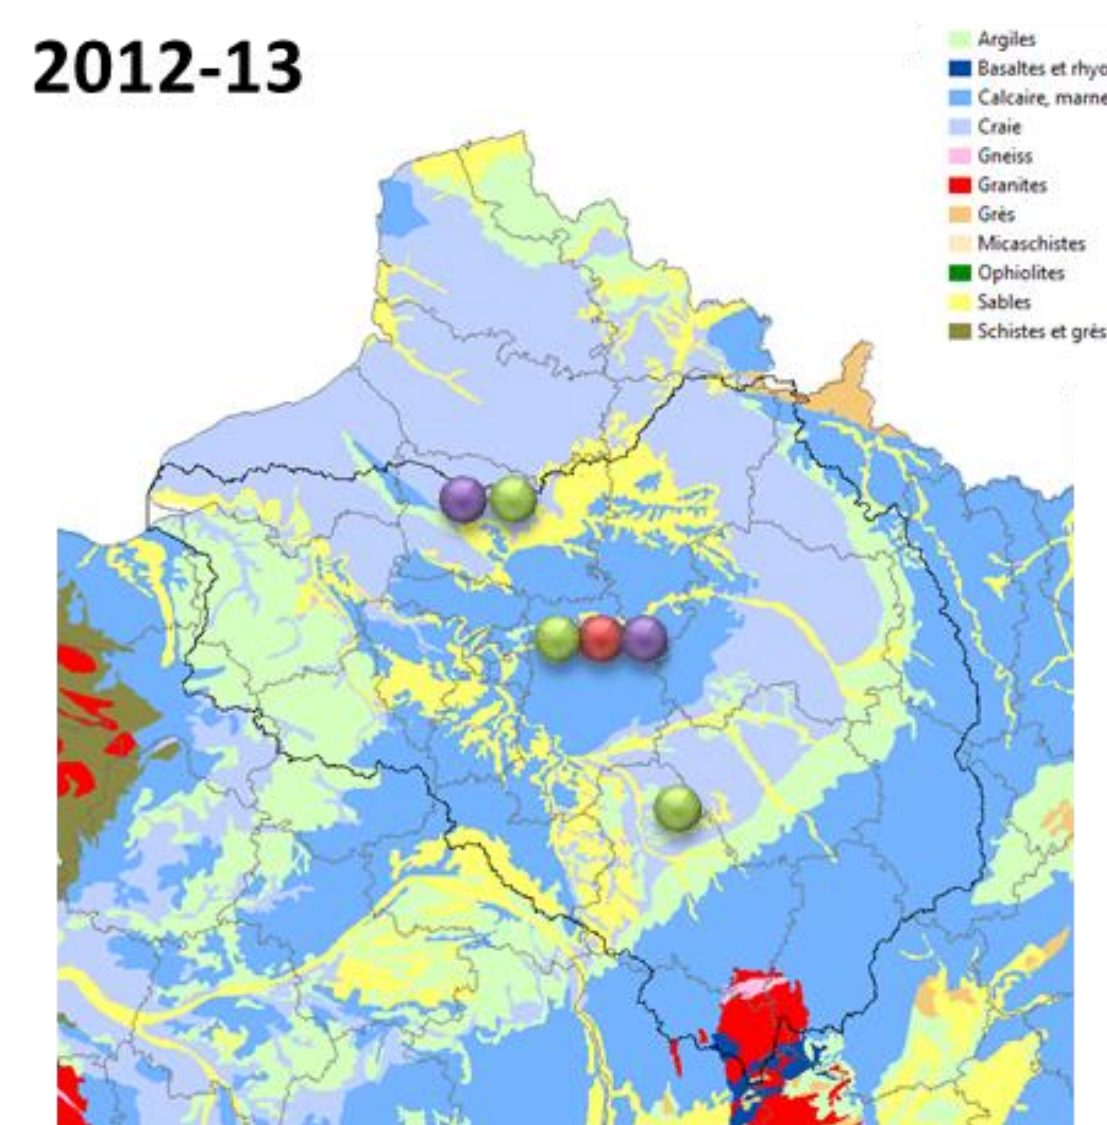 2012-13
Argiles
Basaltes et rhyo
Calcaire, marne
Craie
Gneiss
Granites
Grès
Micaschistes
Ophiolites
Sables
Schistes et grès